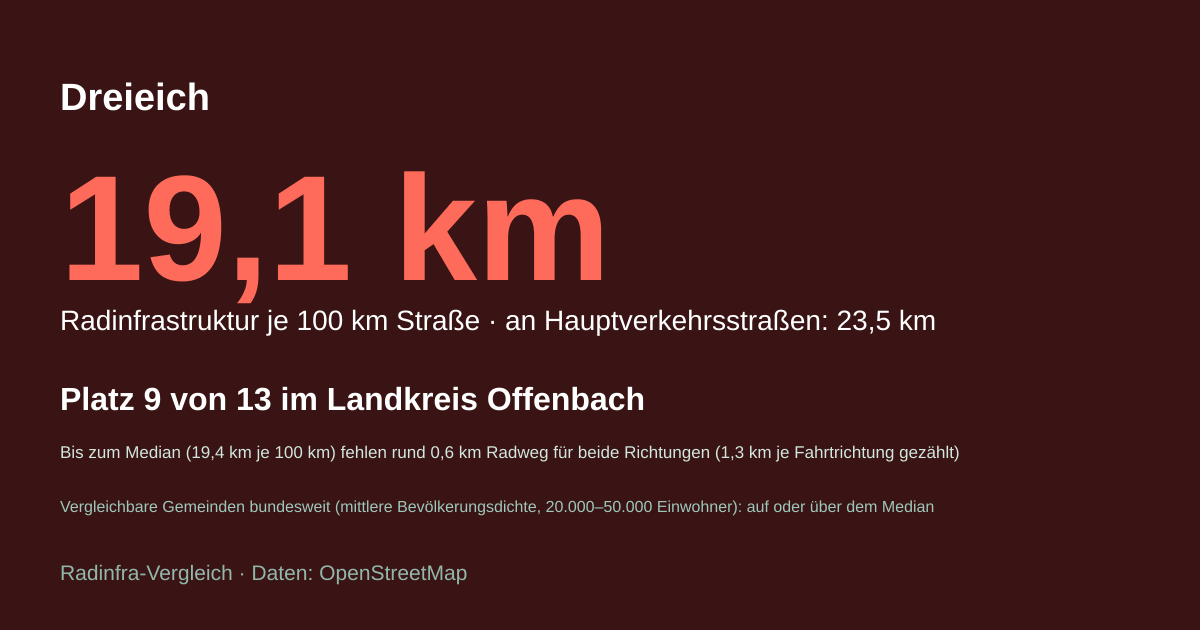 Dreieich
19,1 km
Radinfrastruktur je 100 km Straße · an Hauptverkehrsstraßen: 23,5 km
Platz 9 von 13 im Landkreis Offenbach
Bis zum Median (19,4 km je 100 km) fehlen rund 0,6 km Radweg für beide Richtungen (1,3 km je Fahrtrichtung gezählt)
Vergleichbare Gemeinden bundesweit (mittlere Bevölkerungsdichte, 20.000–50.000 Einwohner): auf oder über dem Median
Radinfra-Vergleich · Daten: OpenStreetMap